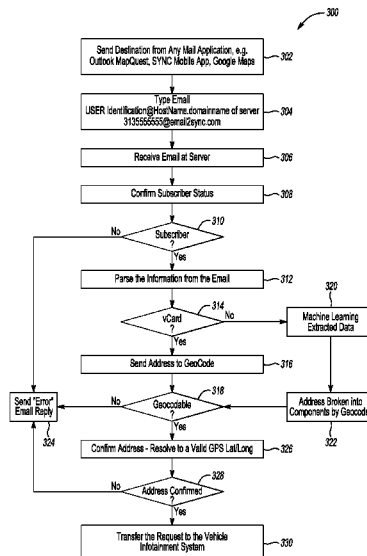 300
Send Destination from Any Mail Application, e.g.
Outlook MapQuest, SYNC Mobile App, Google Maps
302
Type Email
USER Identification@HostName.domainname of server
3135555555@email2sync.com
304
Receive Email at Server
306
Confirm Subscriber Status
308
310
No
Subscriber
?
Yes
Parse the Information from the Email
312
314
vCard
?
No
Yes
320
Machine Learning
Extracted Data
Send Address to GeoCode
316
318
No
Geocodable
?
Yes
Address Broken into
Components by Geocode
322
Send "Error"
Email Reply
324
Confirm Address - Resolve to a Valid GPS Lat/Long
326
328
No
Address Confirmed
?
Yes
Transfer the Request to the Vehicle
Infotainment System
330